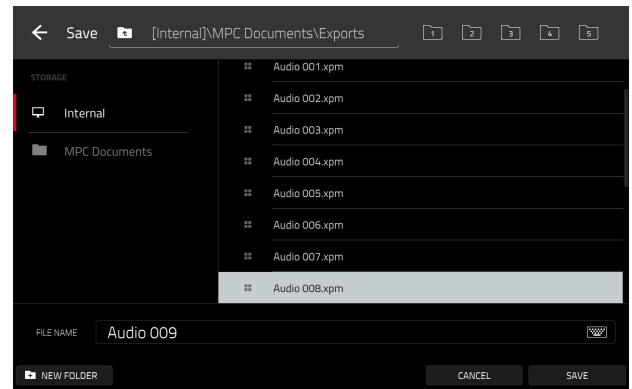 Save [Internal]\MPC Documents\Exports 1 2 3 4 5
STORAGE
Internal
MPC Documents
Audio 001.xpm
Audio 002.xpm
Audio 003.xpm
Audio 004.xpm
Audio 005.xpm
Audio 006.xpm
Audio 007.xpm
Audio 008.xpm
FILE NAME Audio 009
NEW FOLDER CANCEL SAVE